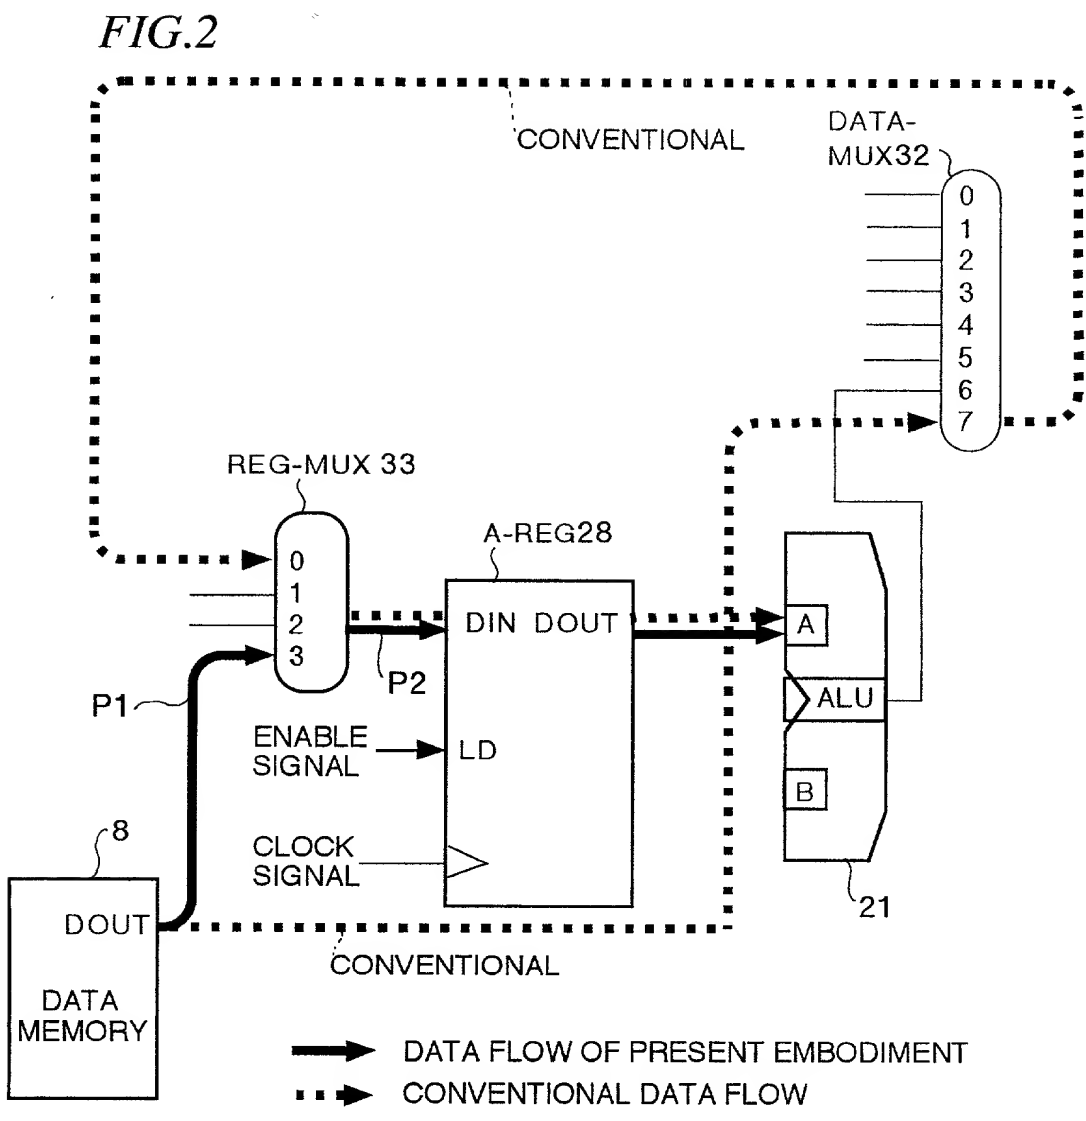 FIG.2
CONVENTIONAL
DATA-
MUX32
0
1
2
3
4
5
6
7
REG-MUX 33
0
1
2
3
A-REG28
DIN DOUT
A
P2
P1
ALU
ENABLE
SIGNAL
LD
B
8
CLOCK
SIGNAL
21
DOUT
CONVENTIONAL
DATA
MEMORY
DATA FLOW OF PRESENT EMBODIMENT
CONVENTIONAL DATA FLOW